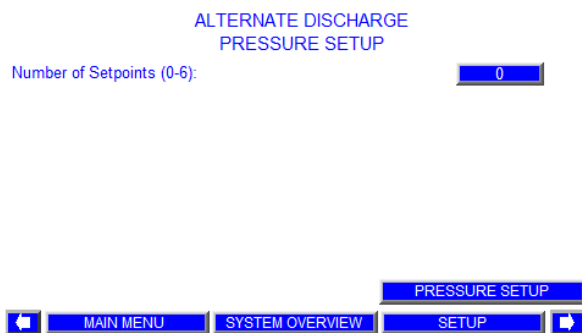 ALTERNATE DISCHARGE
PRESSURE SETUP
Number of Setpoints (0-6): 0
PRESSURE SETUP
MAIN MENU SYSTEM OVERVIEW SETUP